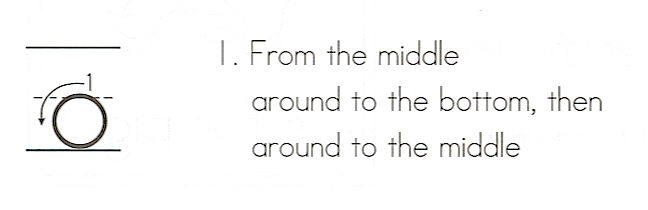 1
1. From the middle
around to the bottom, then
around to the middle